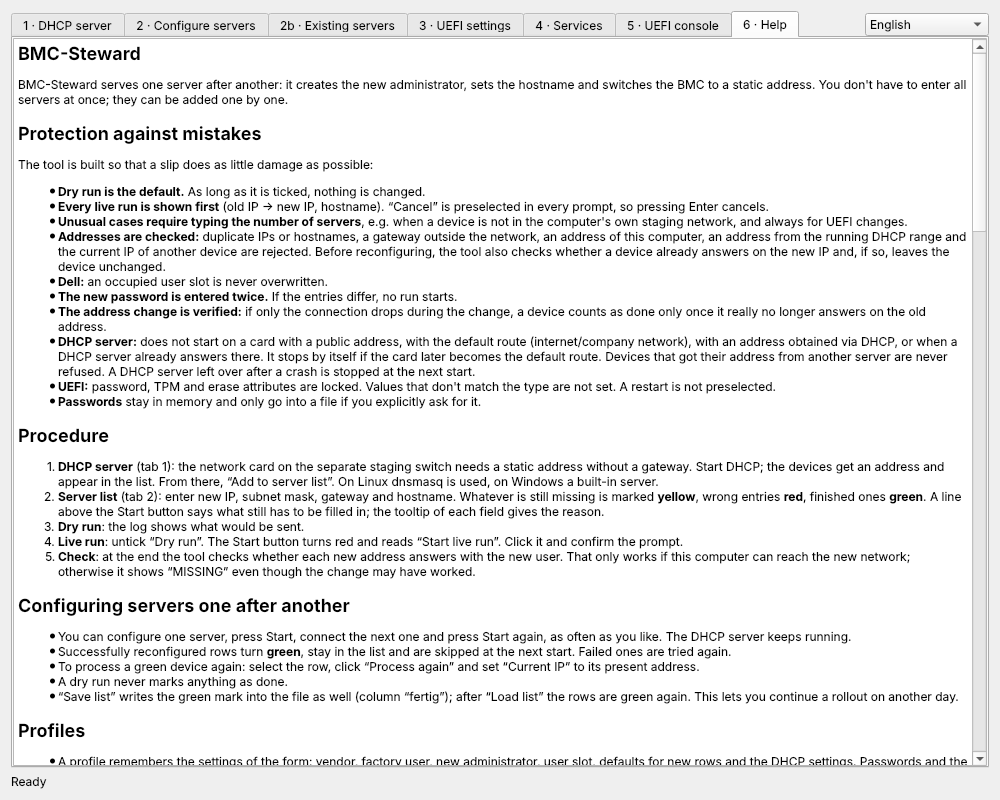 1 · DHCP server
2 · Configure servers
2b · Existing servers
3 · UEFI settings
4 · Services
5 · UEFI console
6 · Help
English
BMC-Steward
BMC-Steward serves one server after another: it creates the new administrator, sets the hostname and switches the BMC to a static address. You don't have to enter all
servers at once; they can be added one by one.
Protection against mistakes
The tool is built so that a slip does as little damage as possible:
• Dry run is the default. As long as it is ticked, nothing is changed.
• Every live run is shown first (old IP → new IP, hostname). “Cancel” is preselected in every prompt, so pressing Enter cancels.
• Unusual cases require typing the number of servers, e.g. when a device is not in the computer's own staging network, and always for UEFI changes.
• Addresses are checked: duplicate IPs or hostnames, a gateway outside the network, an address of this computer, an address from the running DHCP range and
the current IP of another device are rejected. Before reconfiguring, the tool also checks whether a device already answers on the new IP and, if so, leaves the
device unchanged.
• Dell: an occupied user slot is never overwritten.
• The new password is entered twice. If the entries differ, no run starts.
• The address change is verified: if only the connection drops during the change, a device counts as done only once it really no longer answers on the old
address.
• DHCP server: does not start on a card with a public address, with the default route (internet/company network), with an address obtained via DHCP, or when a
DHCP server already answers there. It stops by itself if the card later becomes the default route. Devices that got their address from another server are never
refused. A DHCP server left over after a crash is stopped at the next start.
• UEFI: password, TPM and erase attributes are locked. Values that don't match the type are not set. A restart is not preselected.
• Passwords stay in memory and only go into a file if you explicitly ask for it.
Procedure
1. DHCP server (tab 1): the network card on the separate staging switch needs a static address without a gateway. Start DHCP; the devices get an address and
appear in the list. From there, “Add to server list”. On Linux dnsmasq is used, on Windows a built-in server.
2. Server list (tab 2): enter new IP, subnet mask, gateway and hostname. Whatever is still missing is marked yellow, wrong entries red, finished ones green. A line
above the Start button says what still has to be filled in; the tooltip of each field gives the reason.
3. Dry run: the log shows what would be sent.
4. Live run: untick “Dry run”. The Start button turns red and reads “Start live run”. Click it and confirm the prompt.
5. Check: at the end the tool checks whether each new address answers with the new user. That only works if this computer can reach the new network;
otherwise it shows “MISSING” even though the change may have worked.
Configuring servers one after another
• You can configure one server, press Start, connect the next one and press Start again, as often as you like. The DHCP server keeps running.
• Successfully reconfigured rows turn green, stay in the list and are skipped at the next start. Failed ones are tried again.
• To process a green device again: select the row, click “Process again” and set “Current IP” to its present address.
• A dry run never marks anything as done.
• “Save list” writes the green mark into the file as well (column “fertig”); after “Load list” the rows are green again. This lets you continue a rollout on another day.
Profiles
• A profile remembers the settings of the form: vendor, factory user, new administrator, user slot, defaults for new rows and the DHCP settings. Passwords and the
Ready